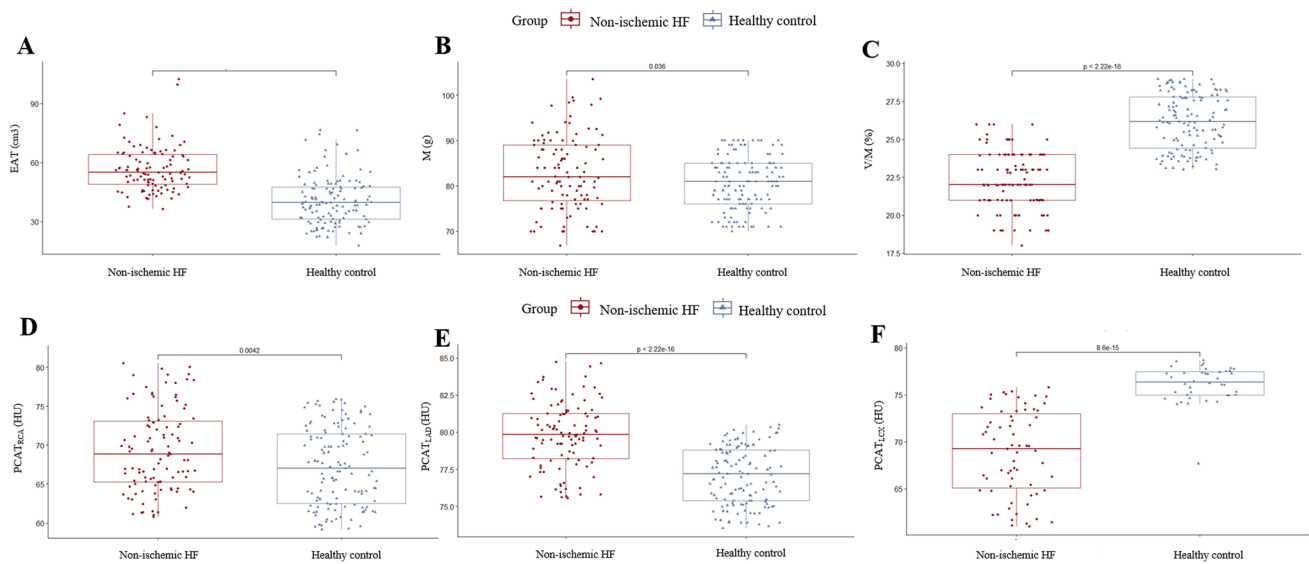 Group Non-ischemic HF Healthy control
A
B
C
0.036
p < 2.22e-16
EAT (cm3)
90
60
30
M (g)
100
90
80
70
V/M (%)
30.0
27.5
25.0
22.5
20.0
17.5
Non-ischemic HF Healthy control
Non-ischemic HF Healthy control
Non-ischemic HF Healthy control
Group Non-ischemic HF Healthy control
D
E
F
0.0042
p < 2.22e-16
8.6e-15
PCATRCA (HU)
80
75
70
65
60
PCATLAD (HU)
85.0
82.5
80.0
77.5
75.0
PCATLCX (HU)
80
75
70
65
Non-ischemic HF Healthy control
Non-ischemic HF Healthy control
Non-ischemic HF Healthy control